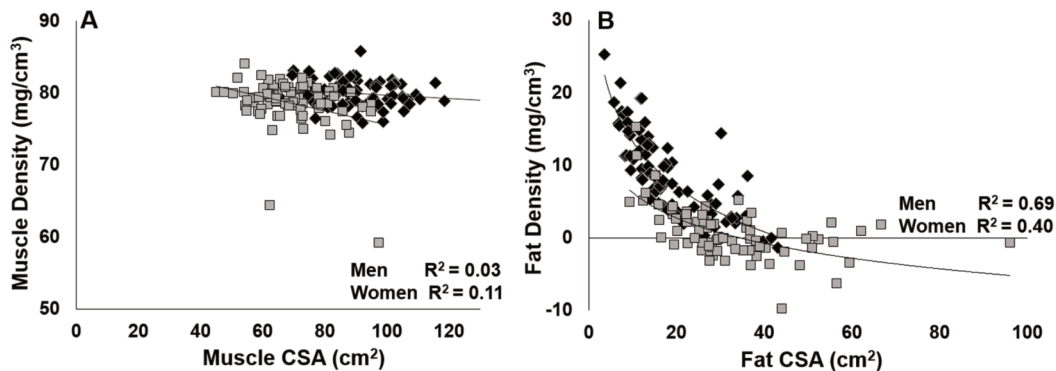 A
90
80
70
60
50
Muscle Density (mg/cm³)
Men R² = 0.03
Women R² = 0.11
0 20 40 60 80 100 120
Muscle CSA (cm²)
B
30
20
10
0
-10
Fat Density (mg/cm³)
Men R² = 0.69
Women R² = 0.40
0 20 40 60 80 100
Fat CSA (cm²)